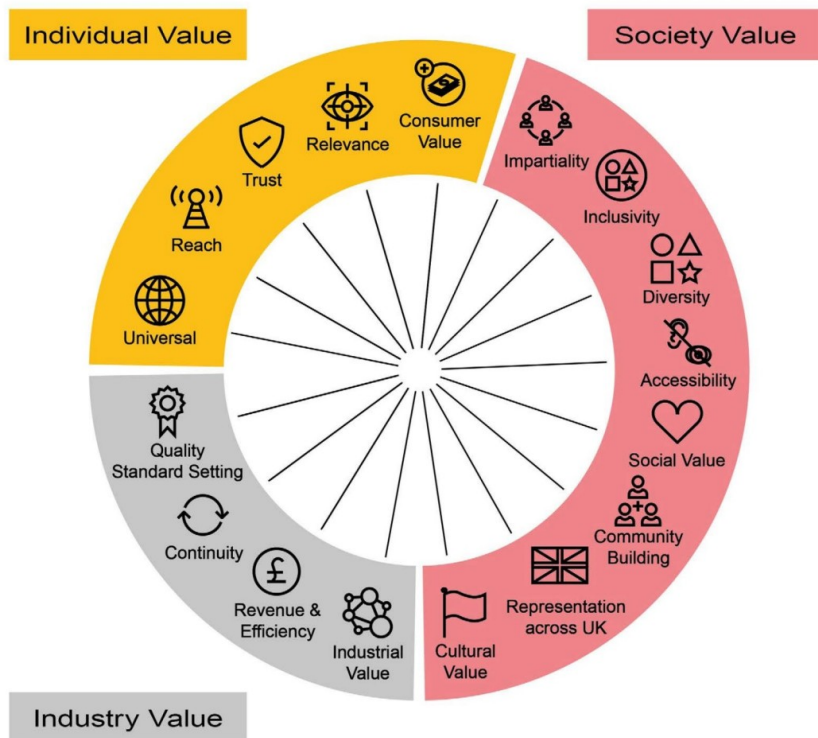 Individual Value
Society Value
Consumer
Value
Relevance
Trust
Reach
Universal
Impartiality
Inclusivity
Diversity
Accessibility
Social Value
Community
Building
Representation
across UK
Cultural
Value
Industrial
Value
Revenue &
Efficiency
Continuity
Quality
Standard Setting
Industry Value